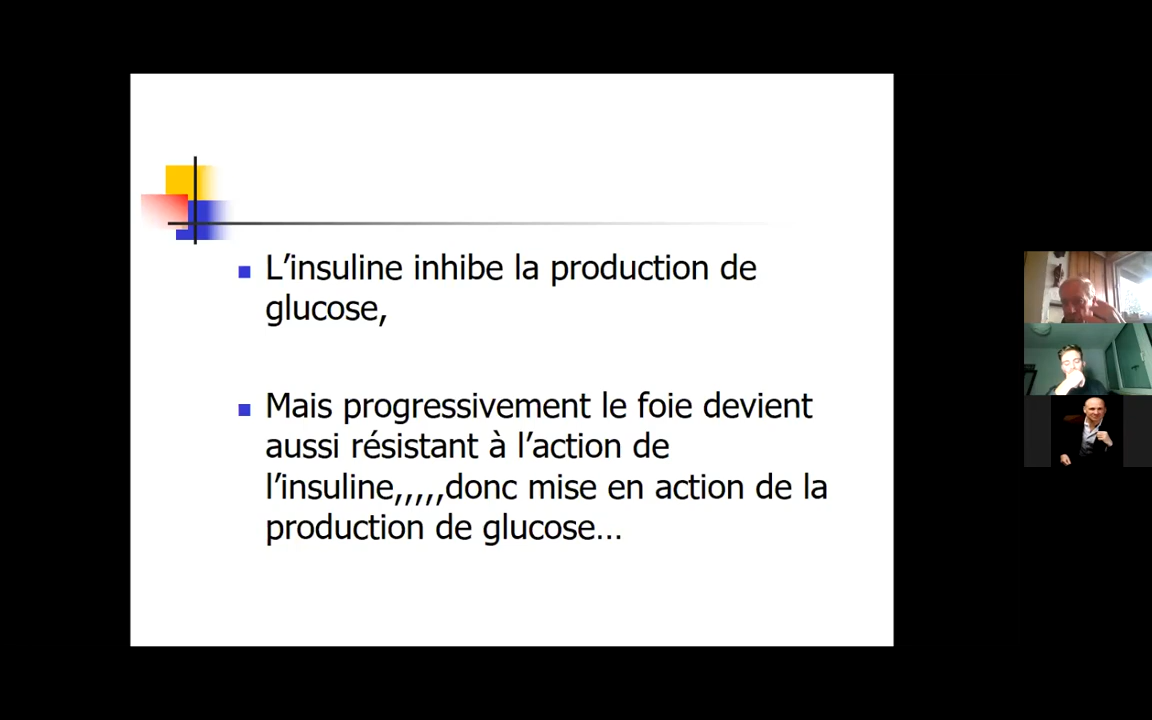 L’insuline inhibe la production de
glucose,
Mais progressivement le foie devient
aussi résistant à l’action de
l’insuline,,,,,donc mise en action de la
production de glucose…